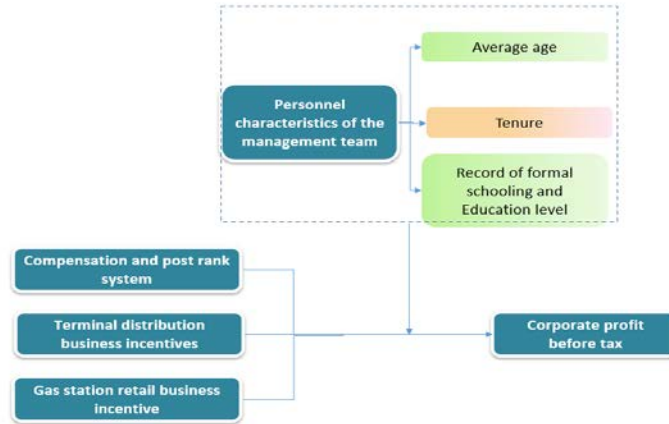 Average age
Personnel
characteristics of the
management team
Tenure
Record of formal
schooling and
Education level
Compensation and post rank
system
Terminal distribution
business incentives
Corporate profit
before tax
Gas station retail business
incentive